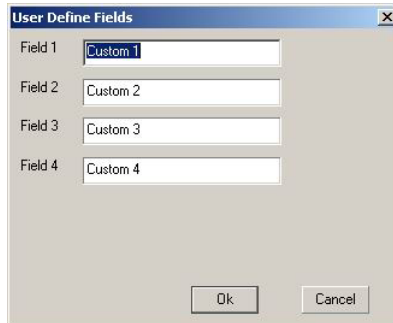 User Define Fields
Field 1 Custom 1
Field 2 Custom 2
Field 3 Custom 3
Field 4 Custom 4
Ok Cancel